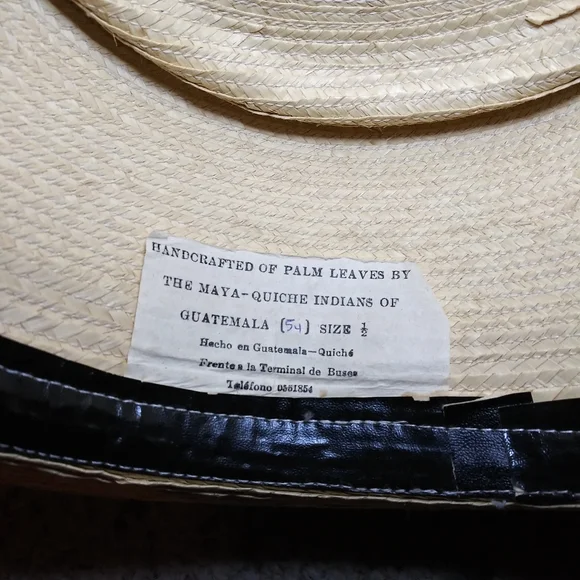 HANDCRAFTED OF PALM LEAVES BY
THE MAYA-QUICHE INDIANS OF
GUATEMALA (54) SIZE ½
Hecho en Guatemala-Quiché
Frente a la Terminal de Buses
Teléfono 0551854